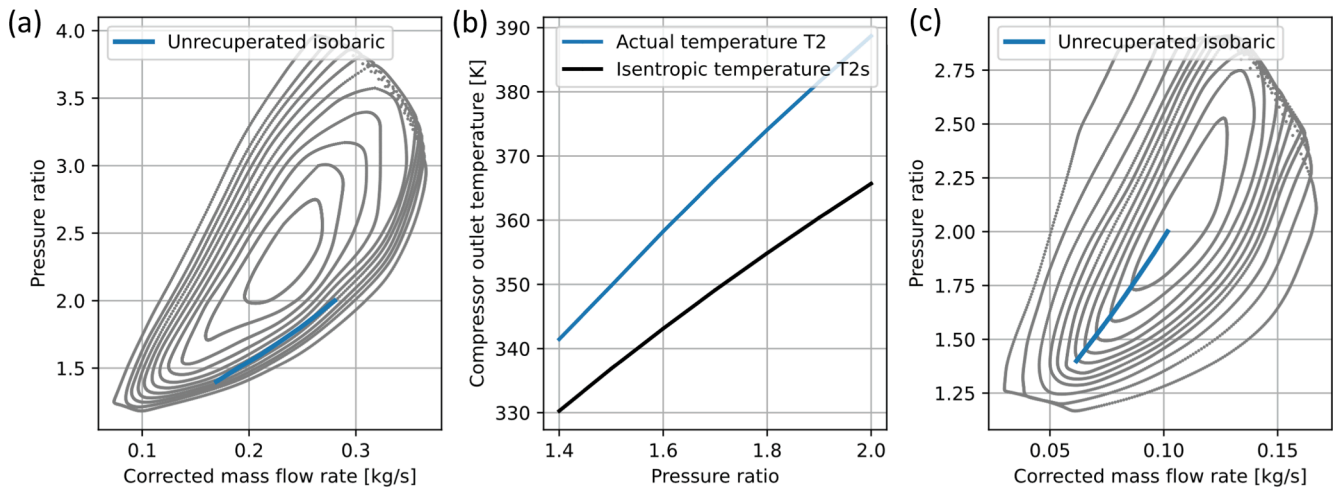 (a)
Unrecuperated isobaric
4.0
3.5
3.0
2.5
2.0
1.5
0.1
0.2
0.3
Pressure ratio
Corrected mass flow rate [kg/s]
(b)
Actual temperature T2
Isentropic temperature T2s
390
380
370
360
350
340
330
1.4
1.6
1.8
2.0
Compressor outlet temperature [K]
Pressure ratio
(c)
Unrecuperated isobaric
2.75
2.50
2.25
2.00
1.75
1.50
1.25
0.05
0.10
0.15
Pressure ratio
Corrected mass flow rate [kg/s]